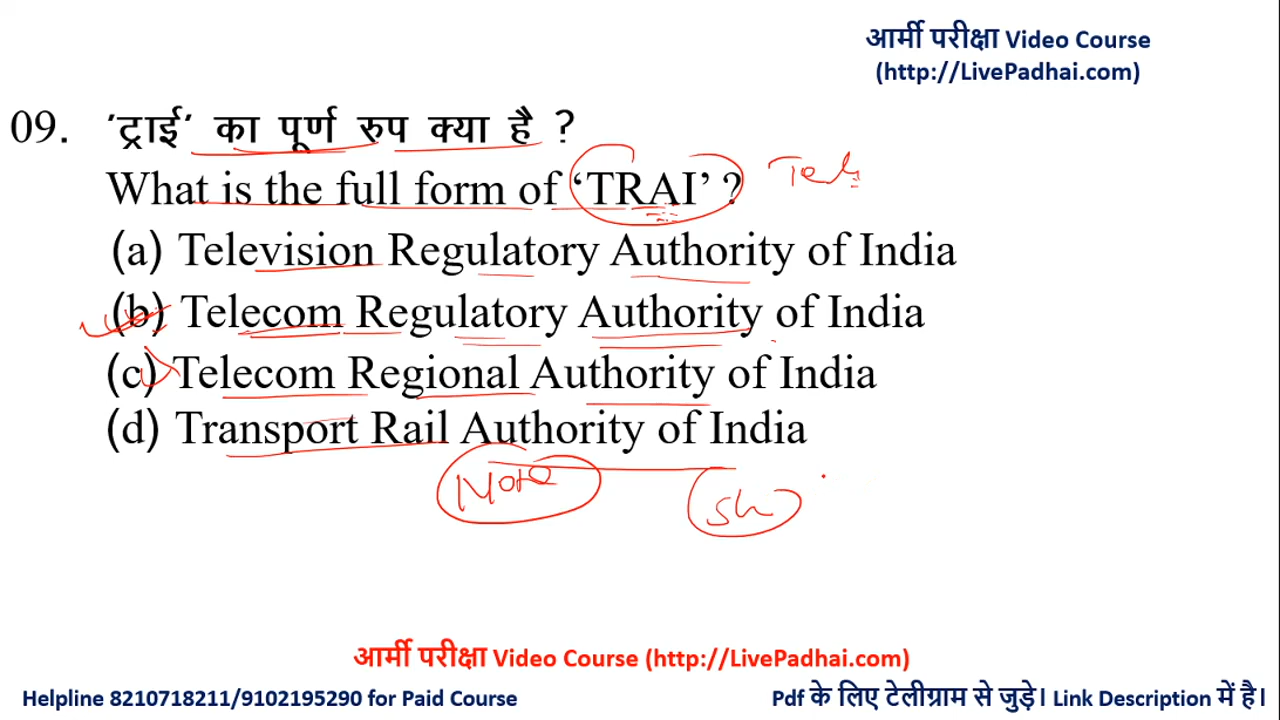 आर्मी परीक्षा Video Course
(http://LivePadhai.com)
09. 'ट्राई' का पूर्ण रुप क्या है ?
What is the full form of ‘TRAI’ ?
(a) Television Regulatory Authority of India
(b) Telecom Regulatory Authority of India
(c) Telecom Regional Authority of India
(d) Transport Rail Authority of India
आर्मी परीक्षा Video Course (http://LivePadhai.com)
Helpline 8210718211/9102195290 for Paid Course
Pdf के लिए टेलीग्राम से जुड़े। Link Description में है।